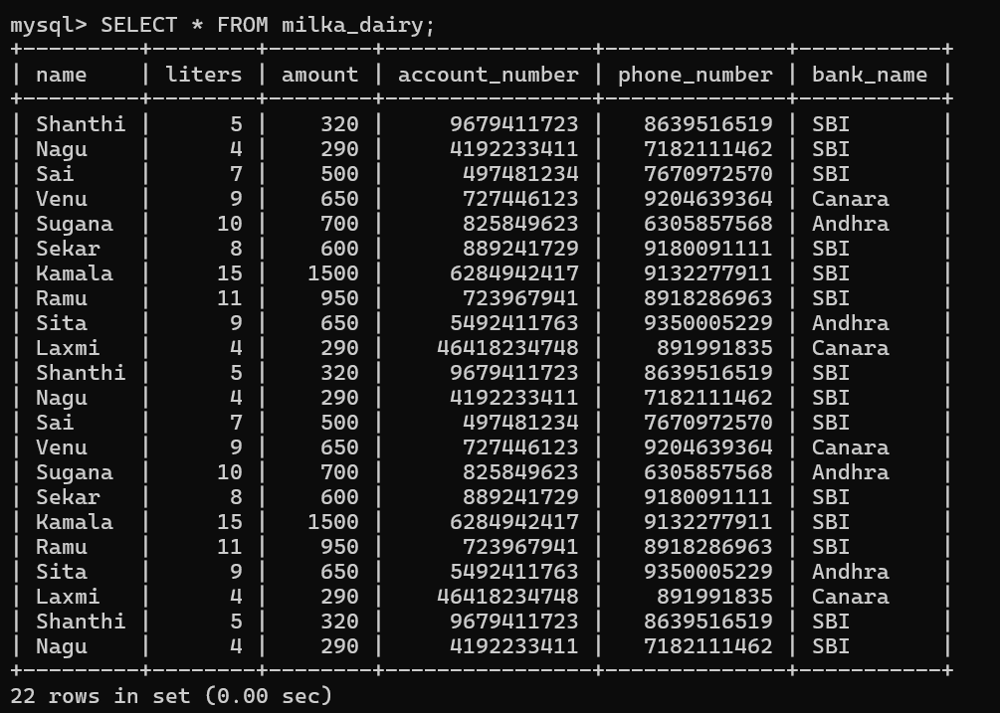 mysql> SELECT * FROM milka_dairy;
+---------+--------+--------+----------------+--------------+-----------+
| name    | liters | amount | account_number | phone_number | bank_name |
+---------+--------+--------+----------------+--------------+-----------+
| Shanthi |      5 |    320 |     9679411723 |   8639516519 | SBI       |
| Nagu    |      4 |    290 |     4192233411 |   7182111462 | SBI       |
| Sai     |      7 |    500 |      497481234 |   7670972570 | SBI       |
| Venu    |      9 |    650 |      727446123 |   9204639364 | Canara    |
| Sugana  |     10 |    700 |      825849623 |   6305857568 | Andhra    |
| Sekar   |      8 |    600 |      889241729 |   9180091111 | SBI       |
| Kamala  |     15 |   1500 |     6284942417 |   9132277911 | SBI       |
| Ramu    |     11 |    950 |      723967941 |   8918286963 | SBI       |
| Sita    |      9 |    650 |     5492411763 |   9350005229 | Andhra    |
| Laxmi   |      4 |    290 |    46418234748 |    891991835 | Canara    |
| Shanthi |      5 |    320 |     9679411723 |   8639516519 | SBI       |
| Nagu    |      4 |    290 |     4192233411 |   7182111462 | SBI       |
| Sai     |      7 |    500 |      497481234 |   7670972570 | SBI       |
| Venu    |      9 |    650 |      727446123 |   9204639364 | Canara    |
| Sugana  |     10 |    700 |      825849623 |   6305857568 | Andhra    |
| Sekar   |      8 |    600 |      889241729 |   9180091111 | SBI       |
| Kamala  |     15 |   1500 |     6284942417 |   9132277911 | SBI       |
| Ramu    |     11 |    950 |      723967941 |   8918286963 | SBI       |
| Sita    |      9 |    650 |     5492411763 |   9350005229 | Andhra    |
| Laxmi   |      4 |    290 |    46418234748 |    891991835 | Canara    |
| Shanthi |      5 |    320 |     9679411723 |   8639516519 | SBI       |
| Nagu    |      4 |    290 |     4192233411 |   7182111462 | SBI       |
+---------+--------+--------+----------------+--------------+-----------+
22 rows in set (0.00 sec)